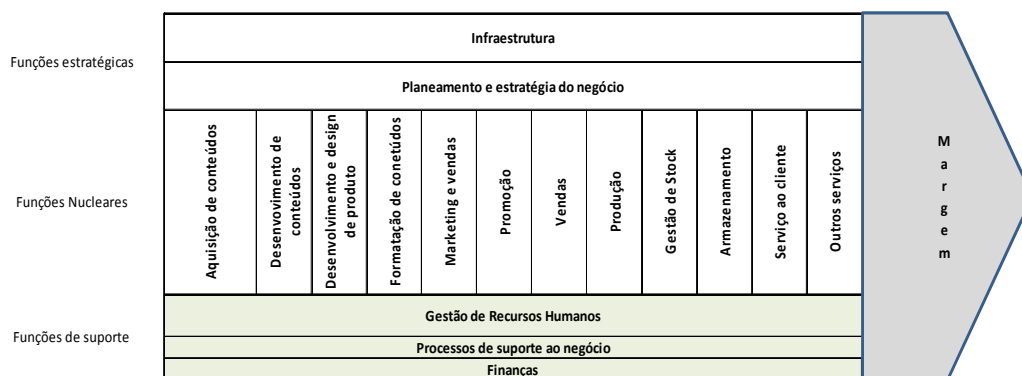 Infraestrutura
Funções estratégicas
Planeamento e estratégia do negócio
Funções Nucleares
Aquisição de conteúdos
Desenvovimento de
conteúdos
Desenvolvimento e design
de produto
Formatação de conetúdos
Marketing e vendas
Promoção
Vendas
Produção
Gestão de Stock
Armazenamento
Serviço ao cliente
Outros serviços
Margem
Funções de suporte
Gestão de Recursos Humanos
Processos de suporte ao negócio
Finanças